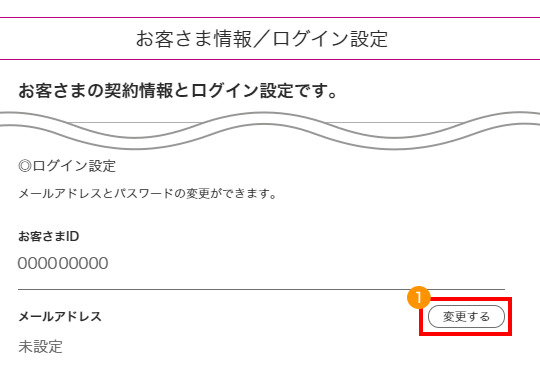 お客さま情報／ログイン設定
お客さまの契約情報とログイン設定です。
◎ログイン設定
メールアドレスとパスワードの変更ができます。
お客さまID
000000000
1
メールアドレス
変更する
未設定